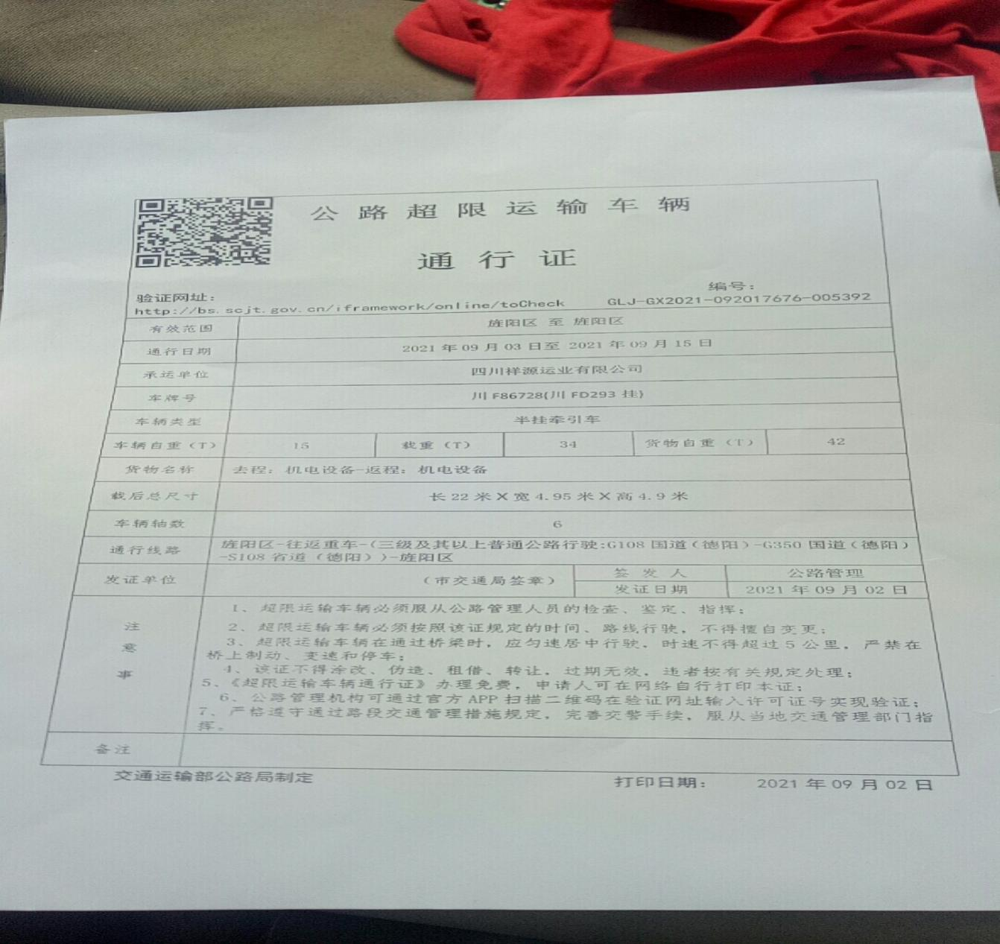 公路超限运输车辆
通行证
验证网址:
编号:
http://bs.scjt.gov.cn/iframework/online/toCheck GLJ-GX2021-092017676-005392
有效范围 旌阳区 至 旌阳区
通行日期 2021 年 09 月 03 日至 2021 年 09 月 15 日
承运单位 四川祥源运业有限公司
车牌号 川 F86728(川 FD293 挂)
车辆类型 半挂牵引车
车辆自重(T) 15 载重(T) 34 货物自重(T) 42
货物名称 去程: 机电设备-返程: 机电设备
载后总尺寸 长 22 米 X 宽 4.95 米 X 高 4.9 米
车辆轴数 6
通行线路 旌阳区-往返重车-(三级及其以上普通公路行驶:G108 国道(德阳)-G350 国道(德阳)
-S108 省道(德阳))-旌阳区
发证单位 (市交通局签章) 签发人 公路管理
发证日期 2021 年 09 月 02 日
注意事
1、超限运输车辆必须服从公路管理人员的检查、鉴定、指挥;
2、超限运输车辆必须按照该证规定的时间、路线行驶,不得擅自变更;
3、超限运输车辆在通过桥梁时,应匀速居中行驶,时速不得超过 5 公里,严禁在
桥上制动、变速和停车;
4、该证不得涂改、伪造、租借、转让,过期无效,违者按有关规定处理;
5、《超限运输车辆通行证》办理免费,申请人可在网络自行打印本证;
6、公路管理机构可通过官方 APP 扫描二维码在验证网址输入许可证号实现验证;
7、严格遵守通过路段交通管理措施规定,完善交警手续,服从当地交通管理部门指
挥。
备注
交通运输部公路局制定 打印日期: 2021 年 09 月 02 日